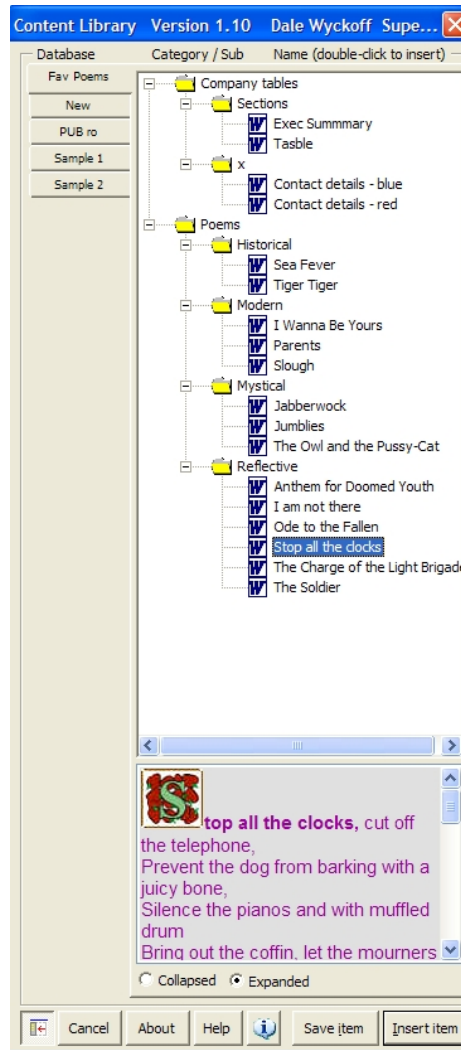 Content Library Version 1.10 Dale Wyckoff Supe...
Database Category / Sub Name (double-click to insert)
Fav Poems
New
PUB ro
Sample 1
Sample 2
Company tables
Sections
Exec Summmary
Tasble
x
Contact details - blue
Contact details - red
Poems
Historical
Sea Fever
Tiger Tiger
Modern
I Wanna Be Yours
Parents
Slough
Mystical
Jabberwock
Jumblies
The Owl and the Pussy-Cat
Reflective
Anthem for Doomed Youth
I am not there
Ode to the Fallen
Stop all the clocks
The Charge of the Light Brigade
The Soldier
Stop all the clocks, cut off
the telephone,
Prevent the dog from barking with a
juicy bone,
Silence the pianos and with muffled
drum
Bring out the coffin, let the mourners
Collapsed Expanded
Cancel About Help Save item Insert item